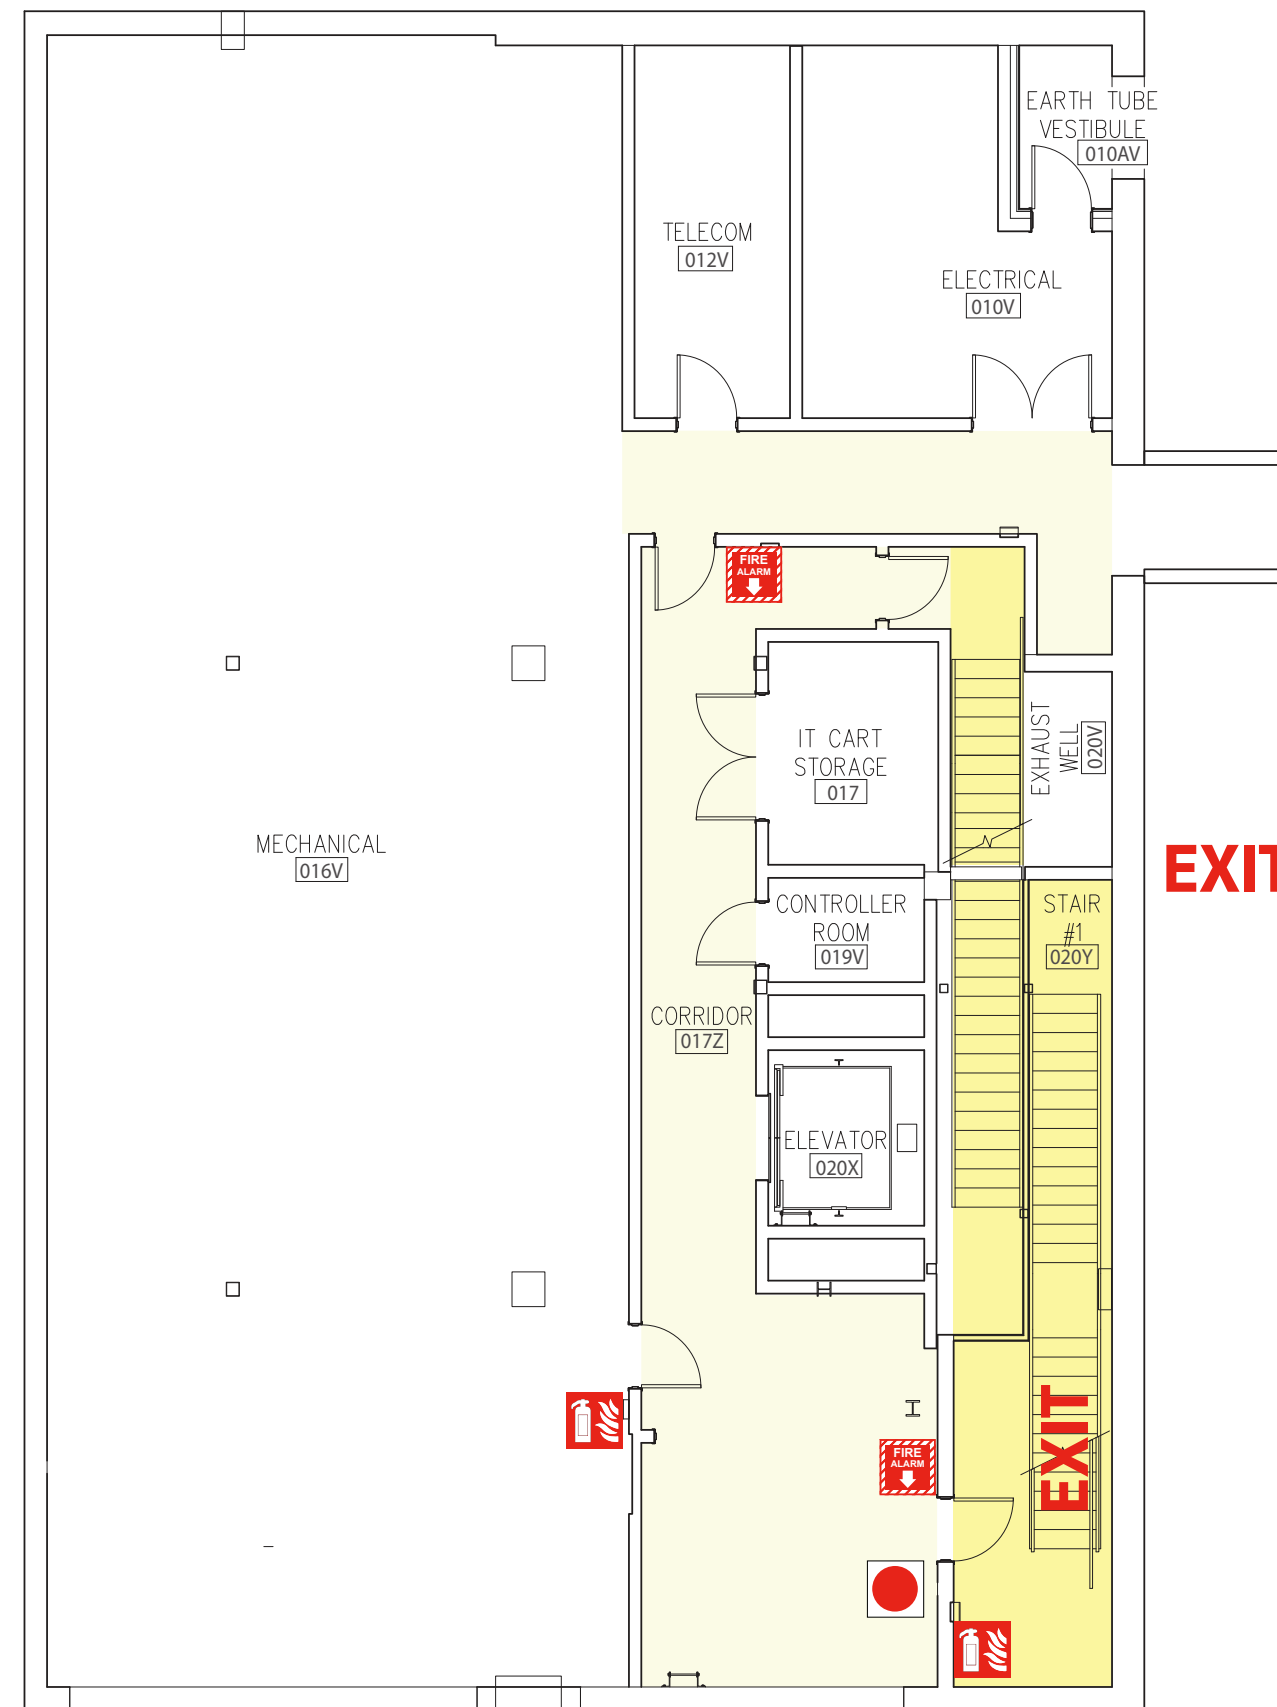 EARTH TUBE
VESTIBULE
010AV
TELECOM
012V
ELECTRICAL
010V
FIRE
ALARM
IT CART
STORAGE
017
EXHAUST
WELL
020V
MECHANICAL
016V
EXIT
CONTROLLER
ROOM
019V
STAIR
#1
020Y
CORRIDOR
017Z
ELEVATOR
020X
EXIT
FIRE
ALARM